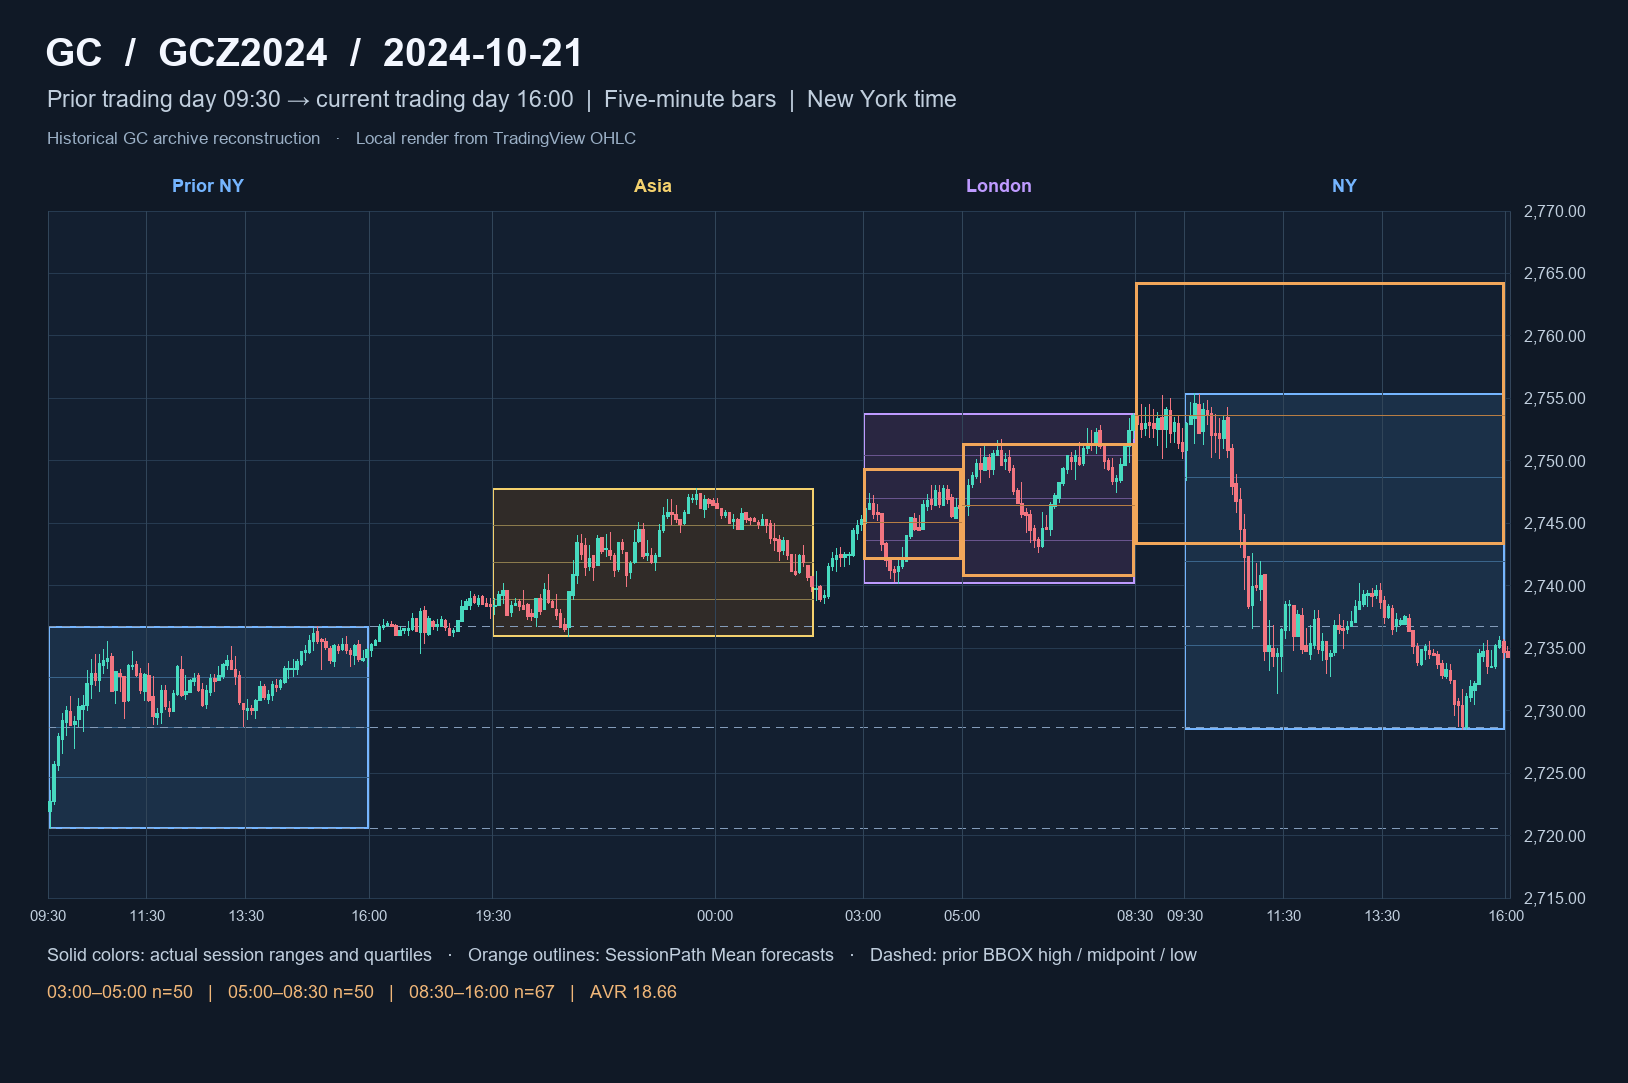 GC / GCZ2024 / 2024-10-21
Prior trading day 09:30 → current trading day 16:00 | Five-minute bars | New York time
Historical GC archive reconstruction · Local render from TradingView OHLC
Prior NY Asia London NY
2,770.00
2,765.00
2,760.00
2,755.00
2,750.00
2,745.00
2,740.00
2,735.00
2,730.00
2,725.00
2,720.00
2,715.00
09:30 11:30 13:30 16:00 19:30 00:00 03:00 05:00 08:30 09:30 11:30 13:30 16:00
Solid colors: actual session ranges and quartiles · Orange outlines: SessionPath Mean forecasts · Dashed: prior BBOX high / midpoint / low
03:00–05:00 n=50 | 05:00–08:30 n=50 | 08:30–16:00 n=67 | AVR 18.66